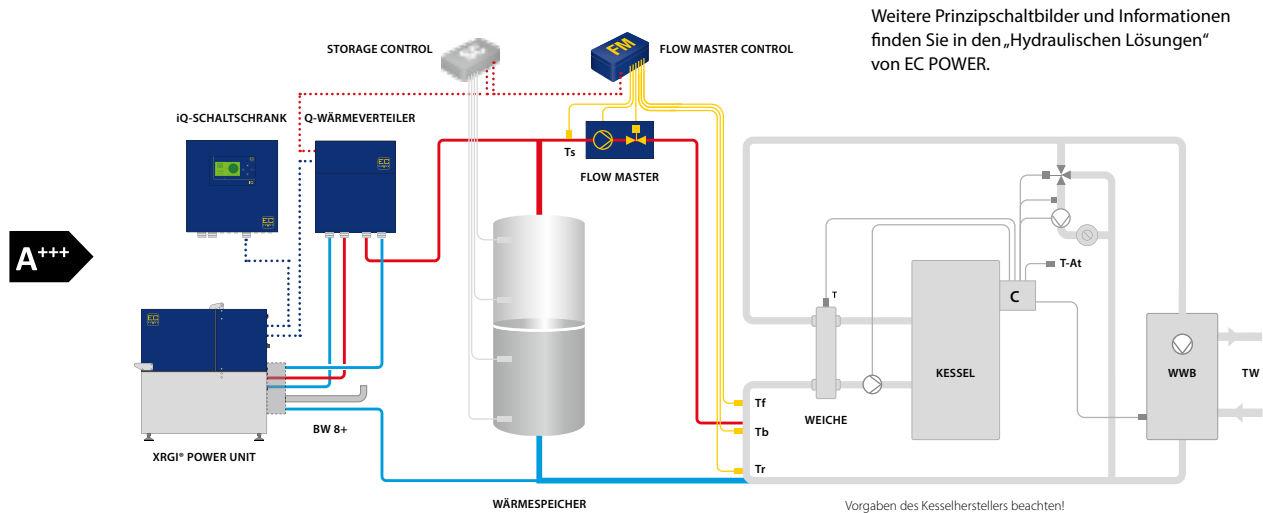 Weitere Prinzipschaltbilder und Informationen
finden Sie in den „Hydraulischen Lösungen“
von EC POWER.
STORAGE CONTROL
FM
FLOW MASTER CONTROL
iQ-SCHALTSCHRANK
Q-WÄRMEVERTEILER
Ts
FLOW MASTER
EC
EC
A+++
T-At
T
C
EC
KESSEL
WWB
TW
Tf
WEICHE
BW 8+
Tb
XRGI® POWER UNIT
Tr
WÄRMESPEICHER
Vorgaben des Kesselherstellers beachten!